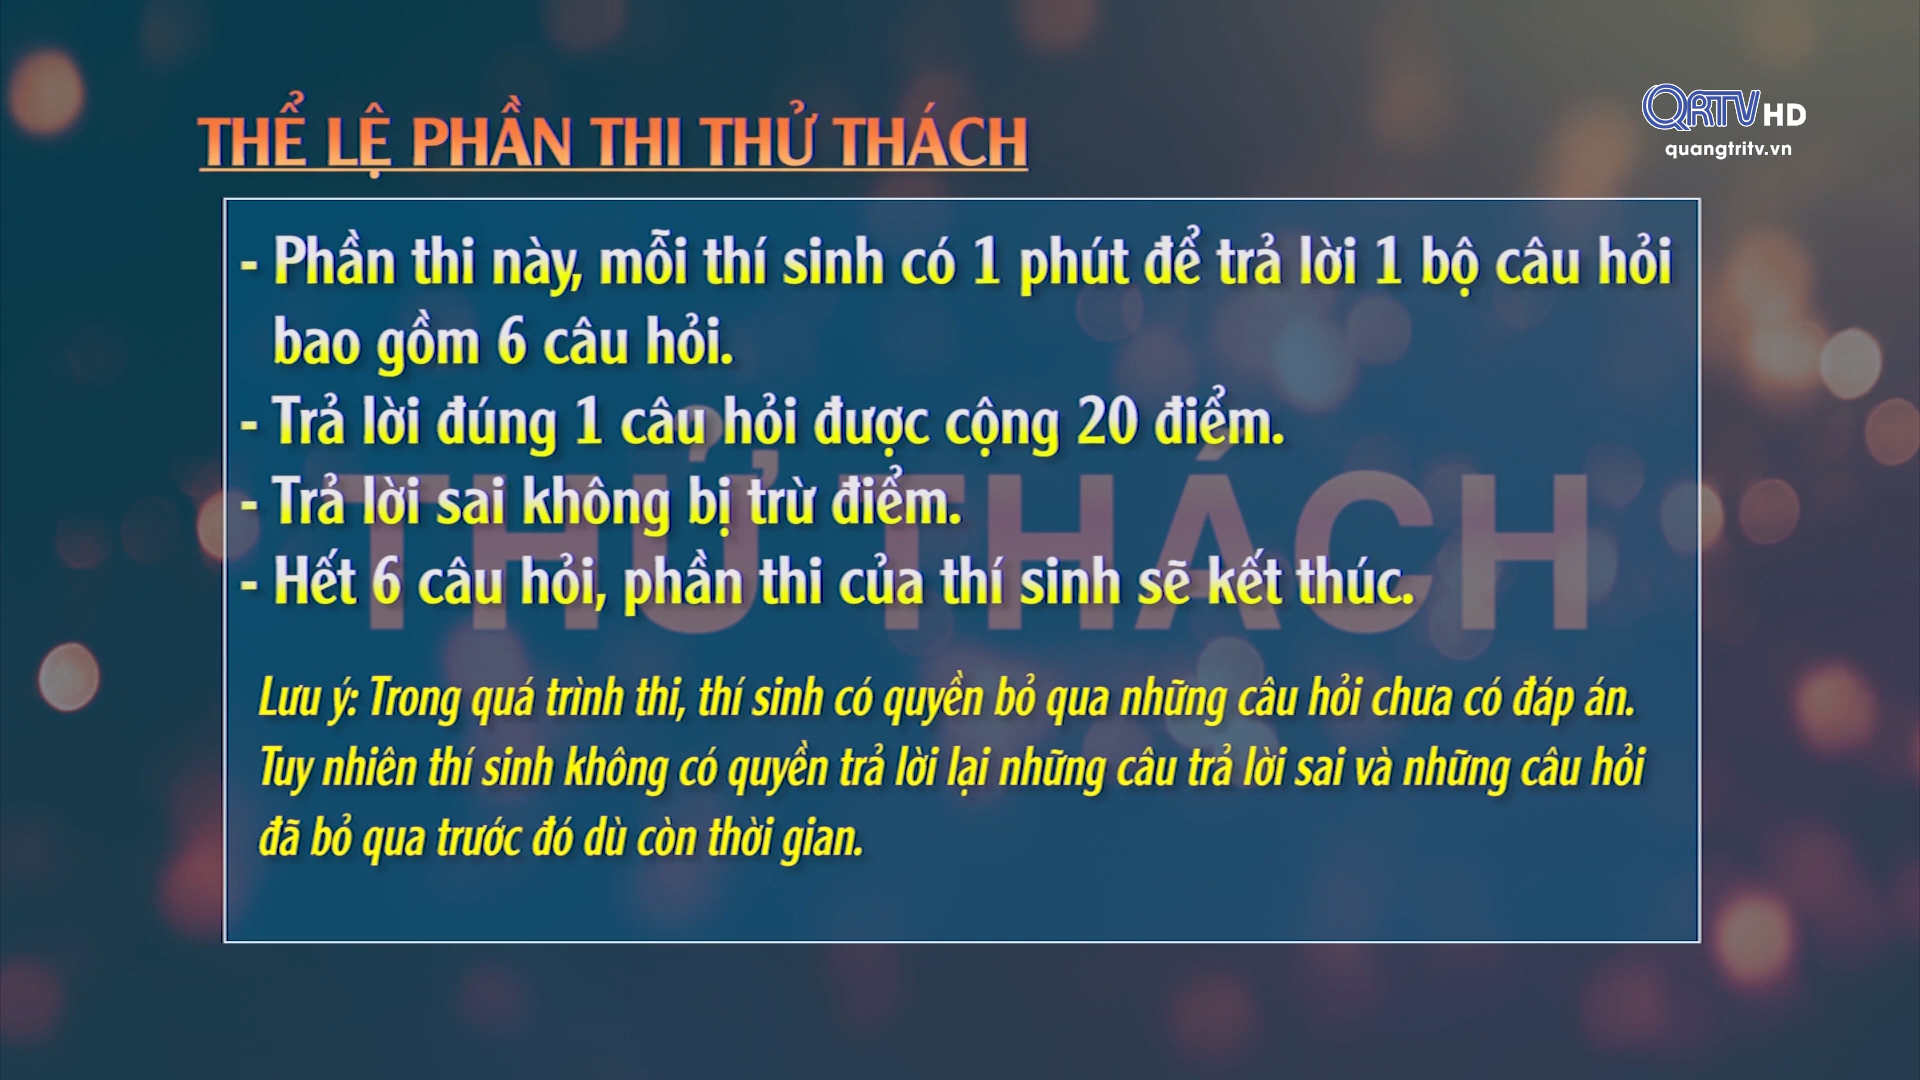 QRTV HD
quangtritv.vn
THỂ LỆ PHẦN THI THỬ THÁCH
- Phần thi này, mỗi thí sinh có 1 phút để trả lời 1 bộ câu hỏi
bao gồm 6 câu hỏi.
- Trả lời đúng 1 câu hỏi được cộng 20 điểm.
- Trả lời sai không bị trừ điểm.
- Hết 6 câu hỏi, phần thi của thí sinh sẽ kết thúc.
THỬ THÁCH
Lưu ý: Trong quá trình thi, thí sinh có quyền bỏ qua những câu hỏi chưa có đáp án.
Tuy nhiên thí sinh không có quyền trả lời lại những câu trả lời sai và những câu hỏi
đã bỏ qua trước đó dù còn thời gian.